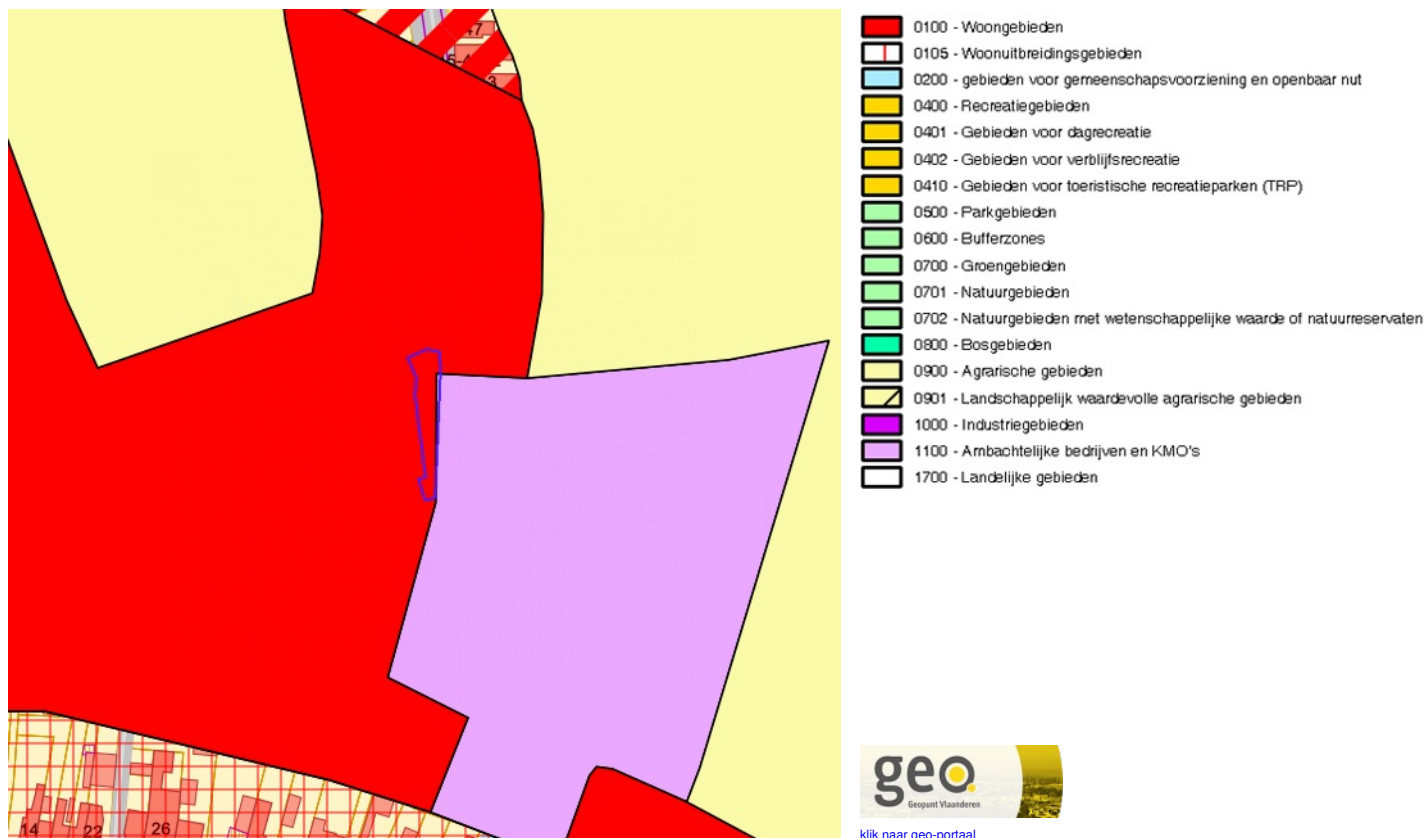 47
3
14
22
26
0100 - Woongebieden
0105 - Woonuitbreidingsgebieden
0200 - gebieden voor gemeenschapsvoorziening en openbaar nut
0400 - Recreatiegebieden
0401 - Gebieden voor dagrecreatie
0402 - Gebieden voor verblijfsrecreatie
0410 - Gebieden voor toeristische recreatieparken (TRP)
0500 - Parkgebieden
0600 - Bufferzones
0700 - Groengebieden
0701 - Natuurgebieden
0702 - Natuurgebieden met wetenschappelijke waarde of natuurreservaten
0800 - Bosgebieden
0900 - Agrarische gebieden
0901 - Landschappelijk waardevolle agrarische gebieden
1000 - Industriegebieden
1100 - Ambachtelijke bedrijven en KMO's
1700 - Landelijke gebieden
geo.
Geopunt Vlaanderen
klik naar geo-portaal